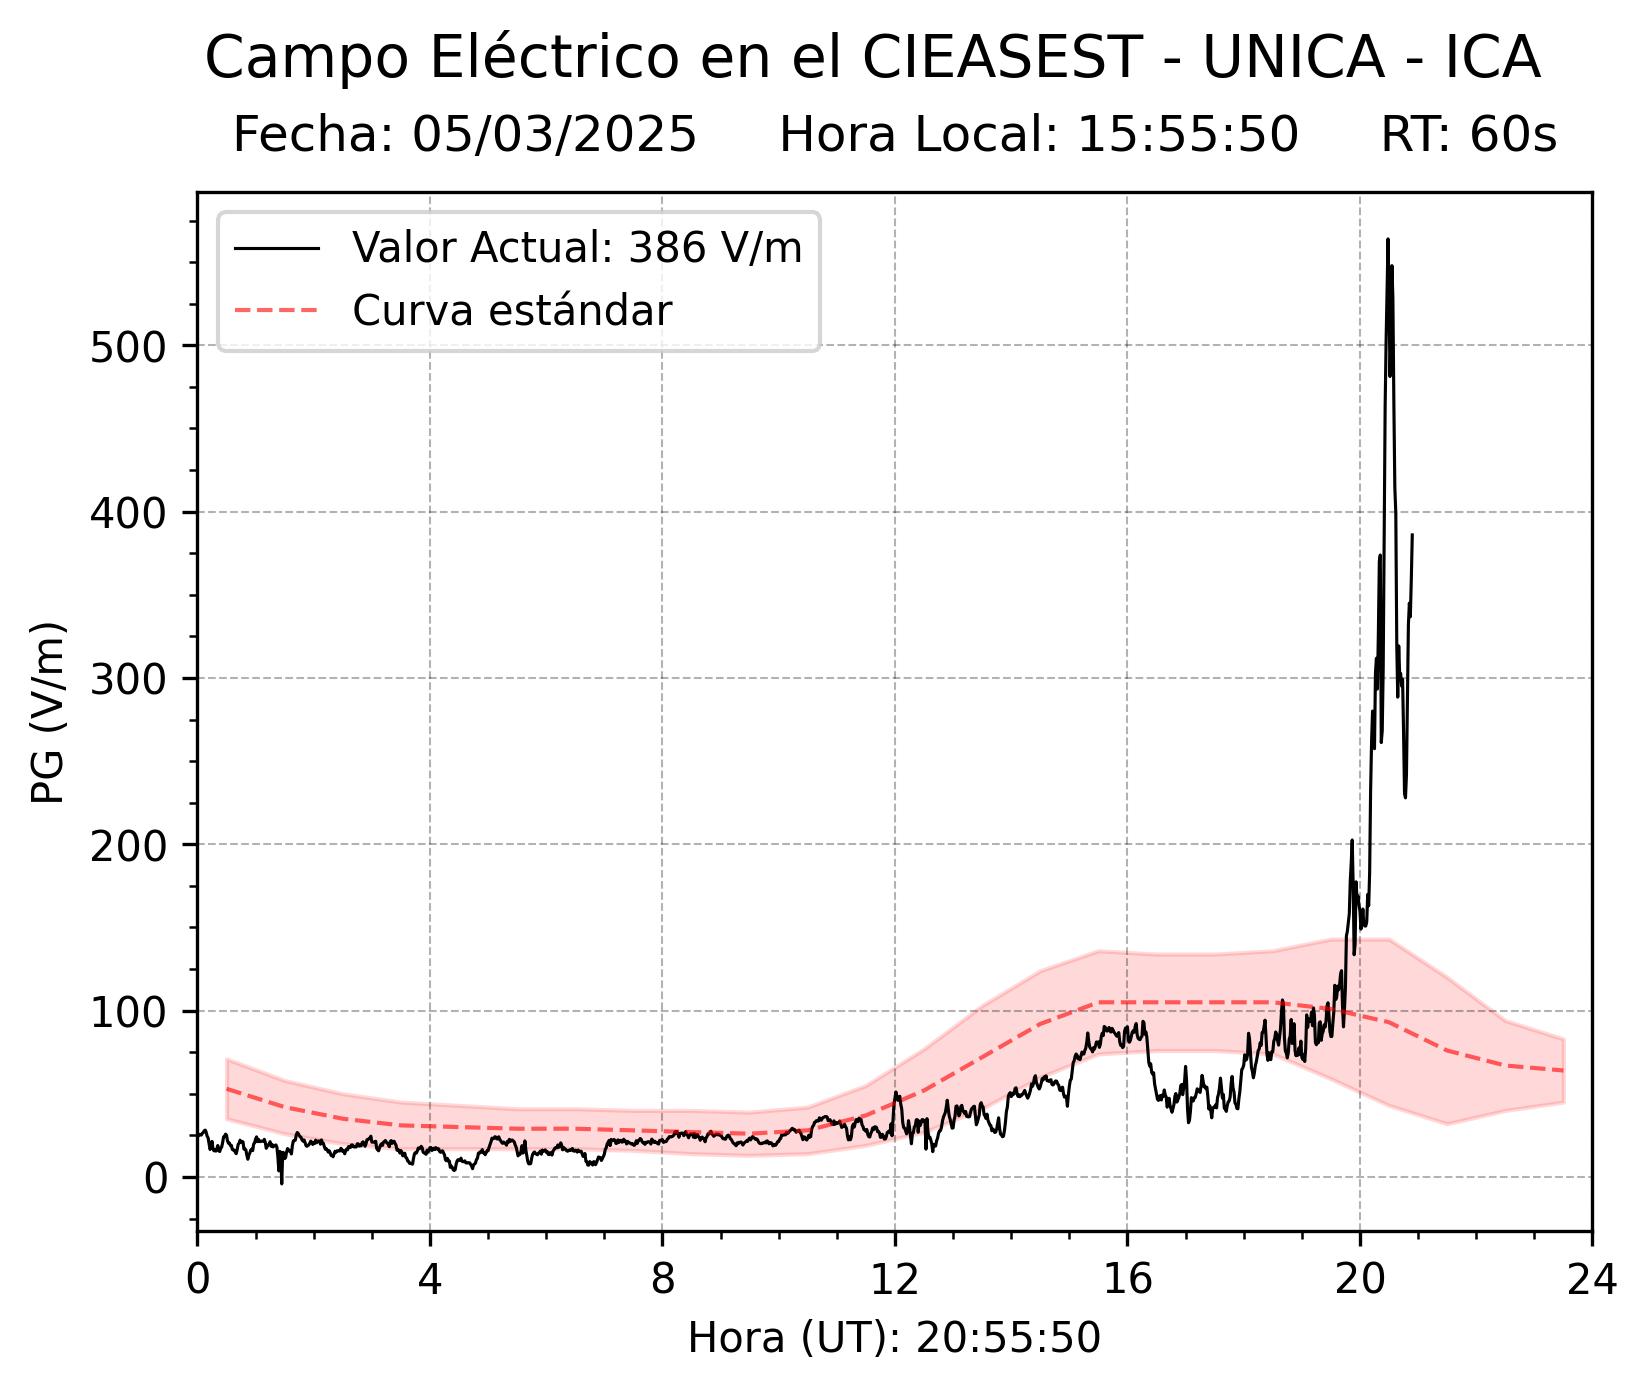 Campo Eléctrico en el CIEASEST - UNICA - ICA
Fecha: 05/03/2025 Hora Local: 15:55:50 RT: 60s
Valor Actual: 386 V/m
Curva estándar
PG (V/m)
500
400
300
200
100
0
0 4 8 12 16 20 24
Hora (UT): 20:55:50